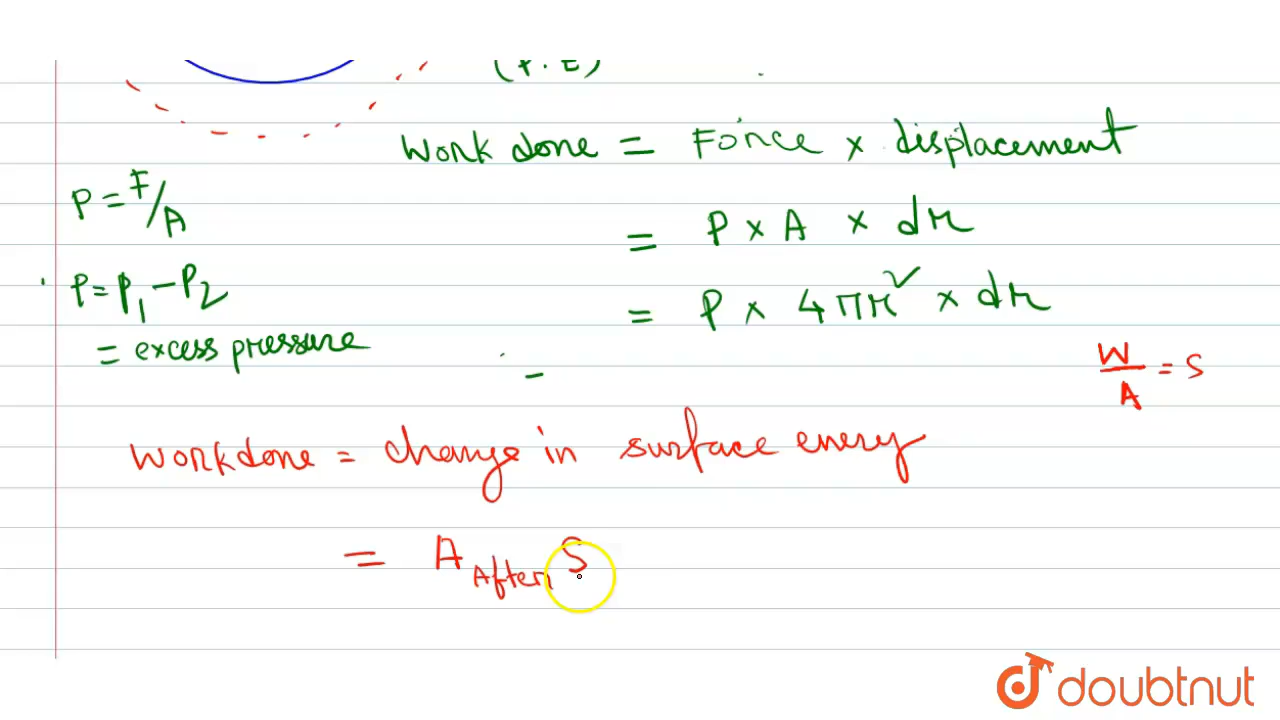 (P.E)
Work done = Force × displacement
P = F/A
= P × A × dr
P = P₁ - P₂
= P × 4πr² × dr
= excess pressure
-
W/A = S
Workdone = change in surface energy
= A After S
doubtnut